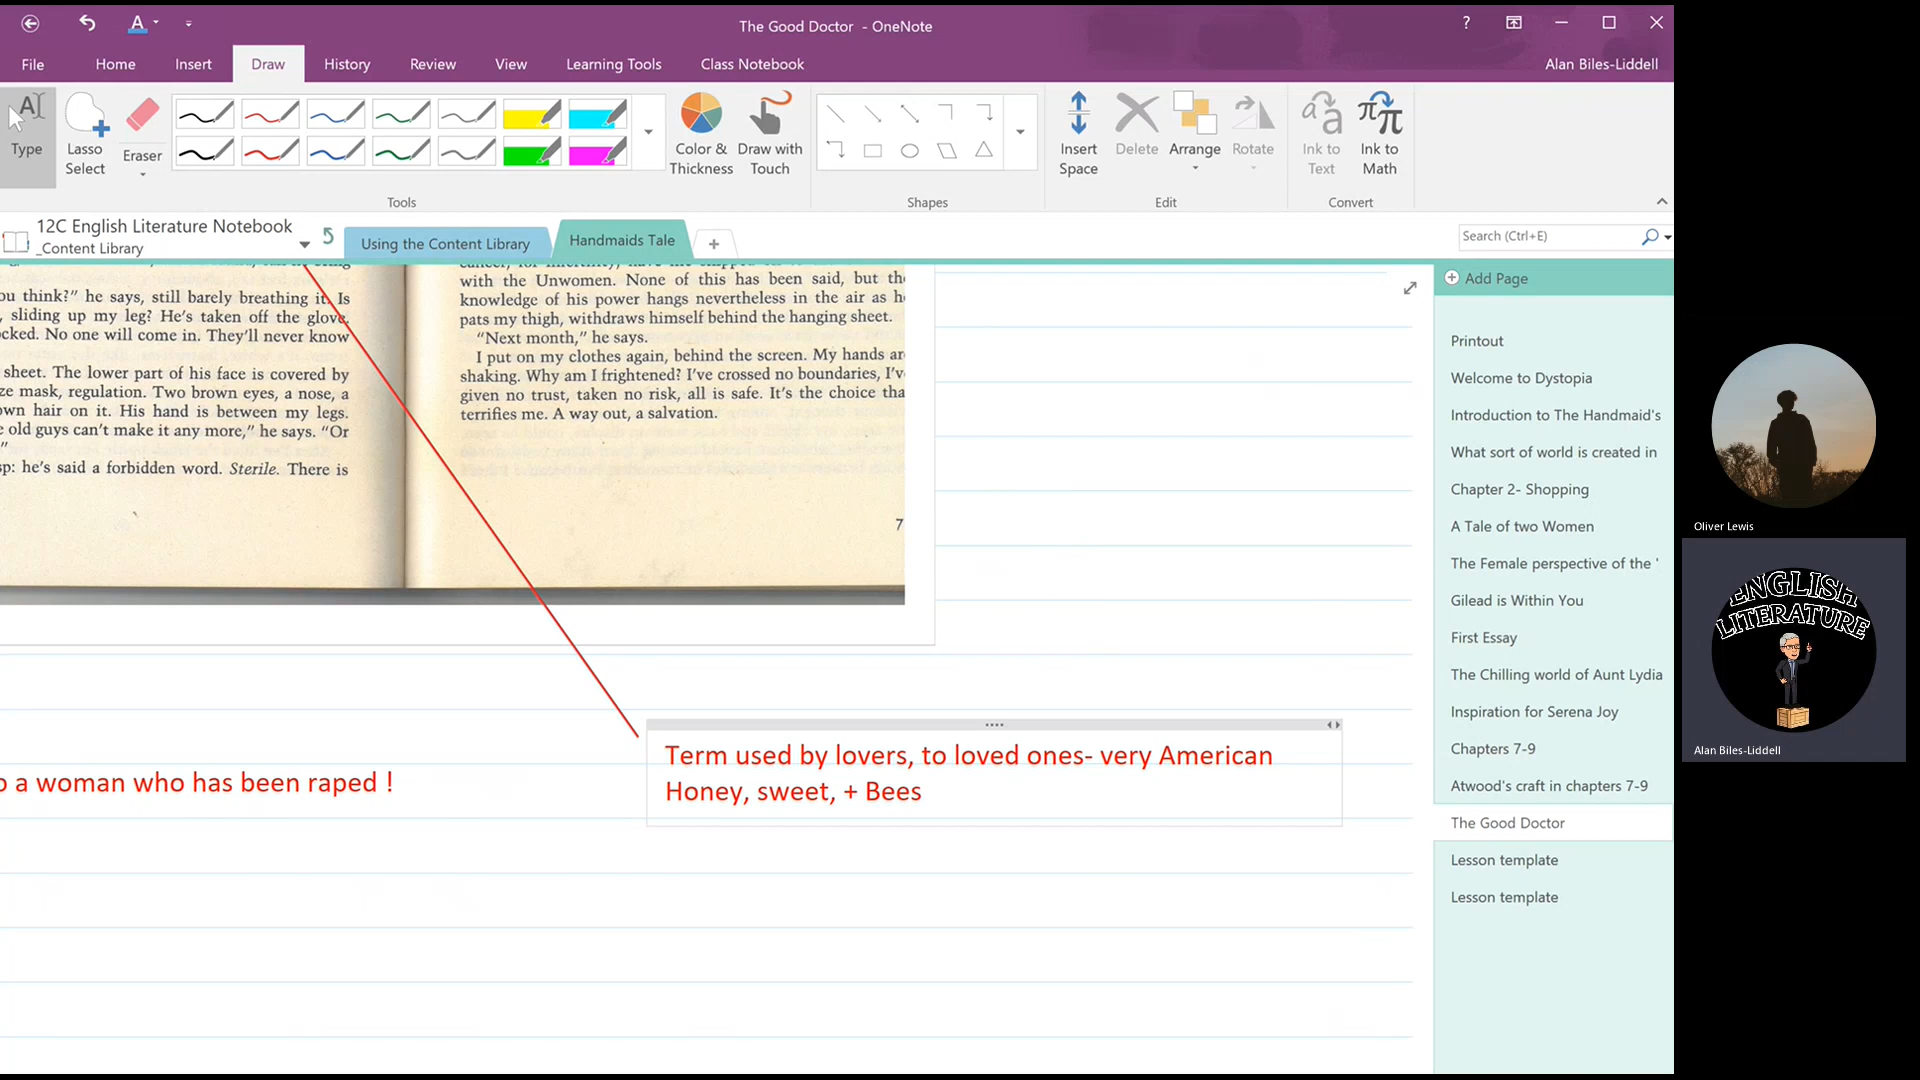 The Good Doctor - OneNote
?
File Home Insert Draw History Review View Learning Tools Class Notebook Alan Biles-Liddell
Type
Lasso Select
Eraser
Color & Thickness
Draw with Touch
Insert Space
Delete
Arrange
Rotate
Ink to Text
Ink to Math
Tools Shapes Edit Convert
12C English Literature Notebook
_Content Library
Using the Content Library
Handmaids Tale
Search (Ctrl+E)
ou think?" he says, still barely breathing it. Is
, sliding up my leg? He's taken off the glove.
ocked. No one will come in. They'll never know
sheet. The lower part of his face is covered by
ze mask, regulation. Two brown eyes, a nose, a
own hair on it. His hand is between my legs.
e old guys can't make it any more," he says. "Or
"
sp: he's said a forbidden word. Sterile. There is
with the Unwomen. None of this has been said, but the
knowledge of his power hangs nevertheless in the air as he
pats my thigh, withdraws himself behind the hanging sheet.
"Next month," he says.
I put on my clothes again, behind the screen. My hands ar
shaking. Why am I frightened? I've crossed no boundaries, I'v
given no trust, taken no risk, all is safe. It's the choice tha
terrifies me. A way out, a salvation.
7
o a woman who has been raped !
Term used by lovers, to loved ones- very American
Honey, sweet, + Bees
Add Page
Printout
Welcome to Dystopia
Introduction to The Handmaid's
What sort of world is created in
Chapter 2- Shopping
A Tale of two Women
The Female perspective of the '
Gilead is Within You
First Essay
The Chilling world of Aunt Lydia
Inspiration for Serena Joy
Chapters 7-9
Atwood's craft in chapters 7-9
The Good Doctor
Lesson template
Lesson template
Oliver Lewis
ENGLISH
LITERATURE
Alan Biles-Liddell